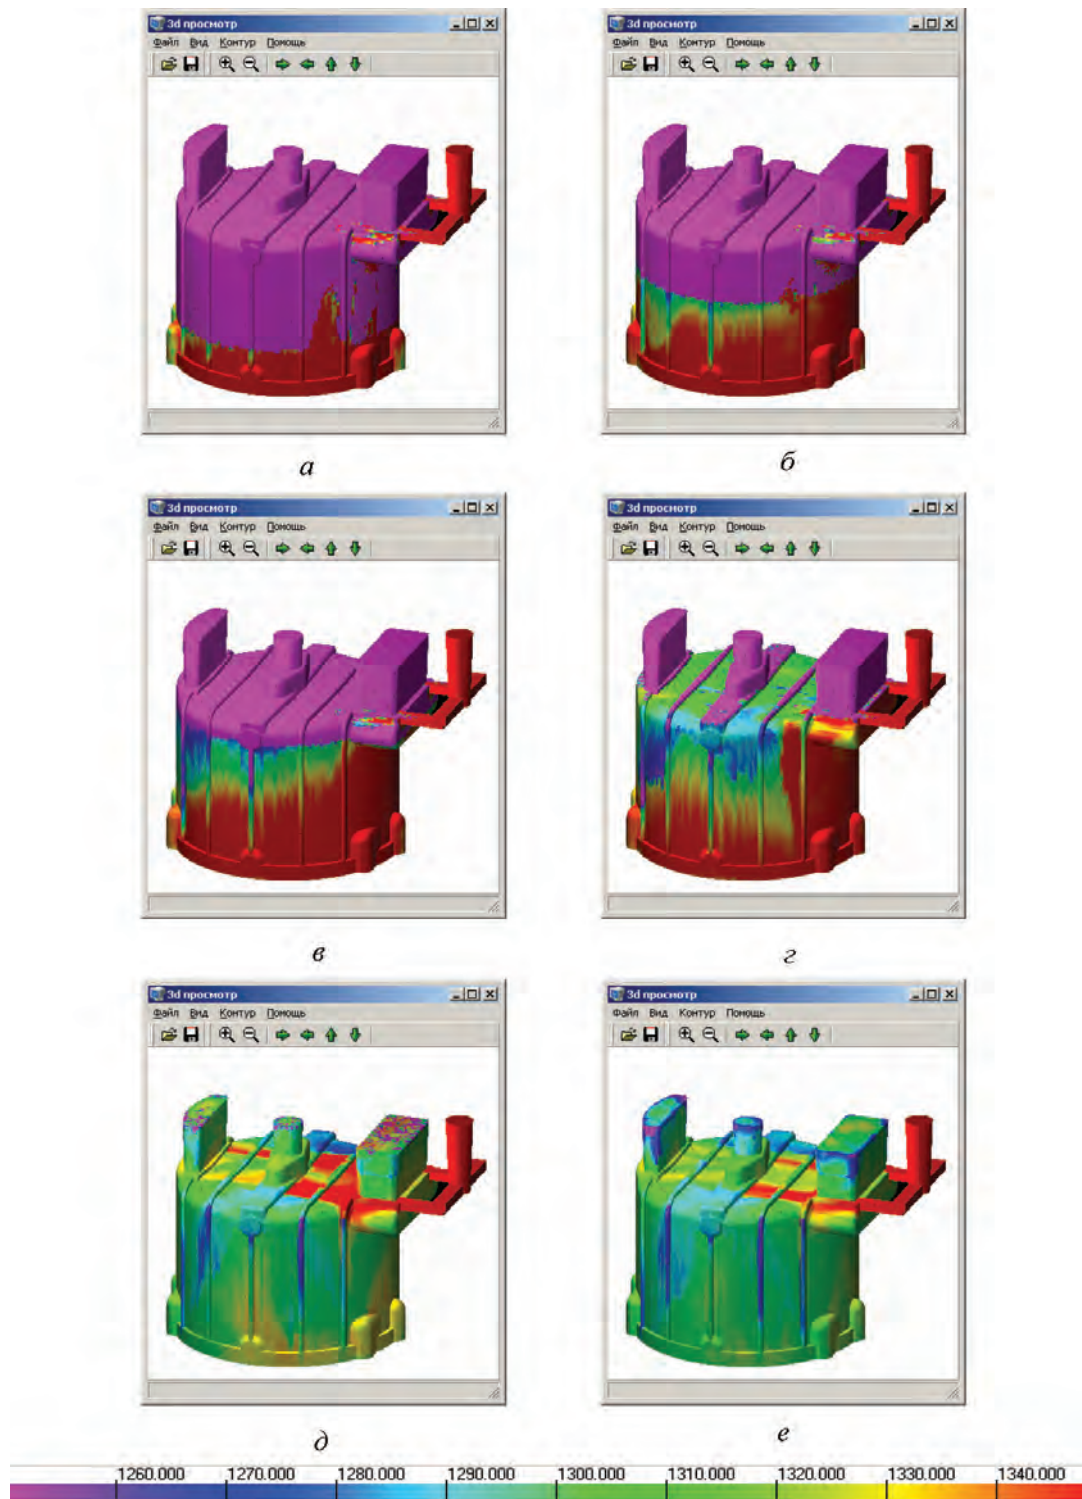 3d просмотр
3d просмотр
Файл Вид Контур Помощь
Файл Вид Контур Помощь
а
б
3d просмотр
3d просмотр
Файл Вид Контур Помощь
Файл Вид Контур Помощь
в
г
3d просмотр
3d просмотр
Файл Вид Контур Помощь
Файл Вид Контур Помощь
д
е
1260.000 1270.000 1280.000 1290.000 1300.000 1310.000 1320.000 1330.000 1340.000